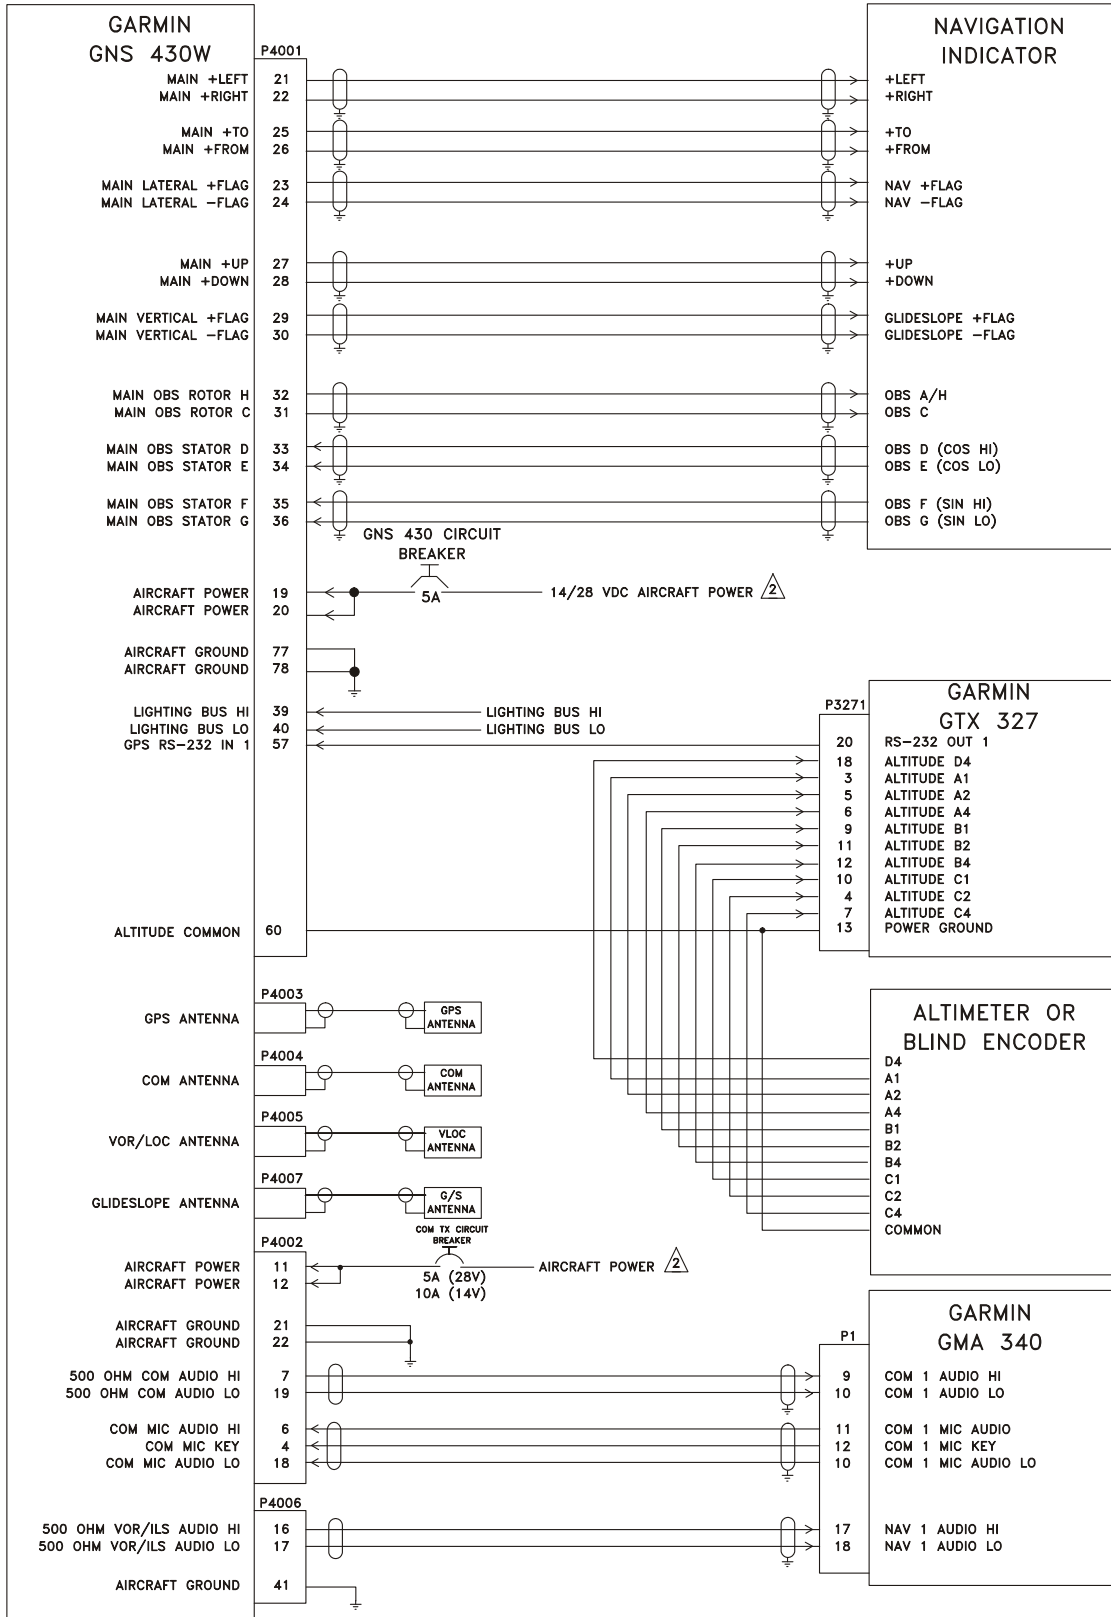 GARMIN
GNS 430W
NAVIGATION
INDICATOR
P4001
MAIN +LEFT 21 +LEFT
MAIN +RIGHT 22 +RIGHT
MAIN +TO 25 +TO
MAIN +FROM 26 +FROM
MAIN LATERAL +FLAG 23 NAV +FLAG
MAIN LATERAL -FLAG 24 NAV -FLAG
MAIN +UP 27 +UP
MAIN +DOWN 28 +DOWN
MAIN VERTICAL +FLAG 29 GLIDESLOPE +FLAG
MAIN VERTICAL -FLAG 30 GLIDESLOPE -FLAG
MAIN OBS ROTOR H 32 OBS A/H
MAIN OBS ROTOR C 31 OBS C
MAIN OBS STATOR D 33 OBS D (COS HI)
MAIN OBS STATOR E 34 OBS E (COS LO)
MAIN OBS STATOR F 35 OBS F (SIN HI)
MAIN OBS STATOR G 36 OBS G (SIN LO)
GNS 430 CIRCUIT
BREAKER
AIRCRAFT POWER 19 5A 14/28 VDC AIRCRAFT POWER 2
AIRCRAFT POWER 20
AIRCRAFT GROUND 77
AIRCRAFT GROUND 78
GARMIN
GTX 327
P3271
LIGHTING BUS HI 39 LIGHTING BUS HI
LIGHTING BUS LO 40 LIGHTING BUS LO
GPS RS-232 IN 1 57 20 RS-232 OUT 1
18 ALTITUDE D4
3 ALTITUDE A1
5 ALTITUDE A2
6 ALTITUDE A4
9 ALTITUDE B1
11 ALTITUDE B2
12 ALTITUDE B4
10 ALTITUDE C1
4 ALTITUDE C2
7 ALTITUDE C4
ALTITUDE COMMON 60 13 POWER GROUND
P4003
GPS ANTENNA
GPS
ANTENNA
P4004
COM ANTENNA
COM
ANTENNA
P4005
VOR/LOC ANTENNA
VLOC
ANTENNA
P4007
GLIDESLOPE ANTENNA
G/S
ANTENNA
ALTIMETER OR
BLIND ENCODER
D4
A1
A2
A4
B1
B2
B4
C1
C2
C4
COMMON
COM TX CIRCUIT
BREAKER
P4002
AIRCRAFT POWER 11 AIRCRAFT POWER 2
AIRCRAFT POWER 12
5A (28V)
10A (14V)
AIRCRAFT GROUND 21
AIRCRAFT GROUND 22
GARMIN
GMA 340
P1
500 OHM COM AUDIO HI 7 9 COM 1 AUDIO HI
500 OHM COM AUDIO LO 19 10 COM 1 AUDIO LO
COM MIC AUDIO HI 6 11 COM 1 MIC AUDIO
COM MIC KEY 4 12 COM 1 MIC KEY
COM MIC AUDIO LO 18 10 COM 1 MIC AUDIO LO
P4006
500 OHM VOR/ILS AUDIO HI 16 17 NAV 1 AUDIO HI
500 OHM VOR/ILS AUDIO LO 17 18 NAV 1 AUDIO LO
AIRCRAFT GROUND 41